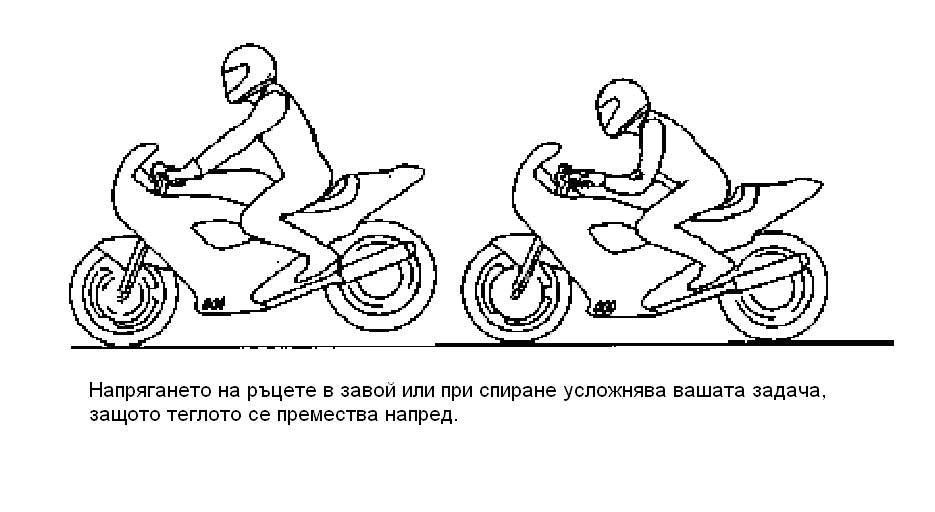 Напрягането на ръцете в завой или при спиране усложнява вашата задача,
защото теглото се премества напред.